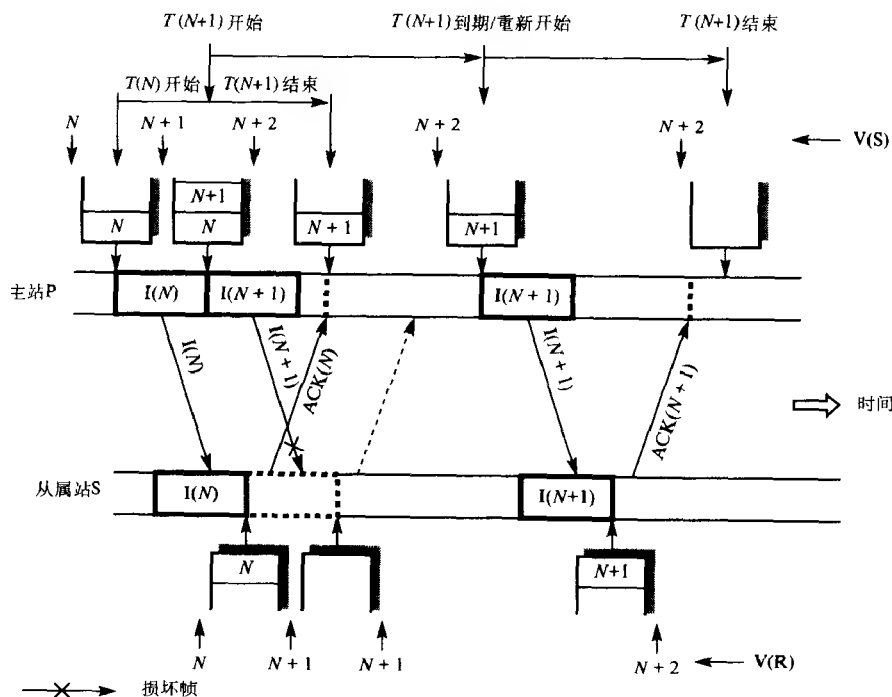 T(N+1)开始
T(N+1)到期/重新开始
T(N+1)结束
T(N)开始
T(N+1)结束
N
N+1
N+2
N+2
N+2
V(S)
N
N+1
N
N+1
N+1
主站P
I(N)
I(N+1)
I(N+1)
I(N)
I(N+1)
ACK(N)
I(N+1)
ACK(N+1)
时间
从属站S
I(N)
I(N+1)
N
N+1
N
N+1
N+1
N+2
V(R)
损坏帧